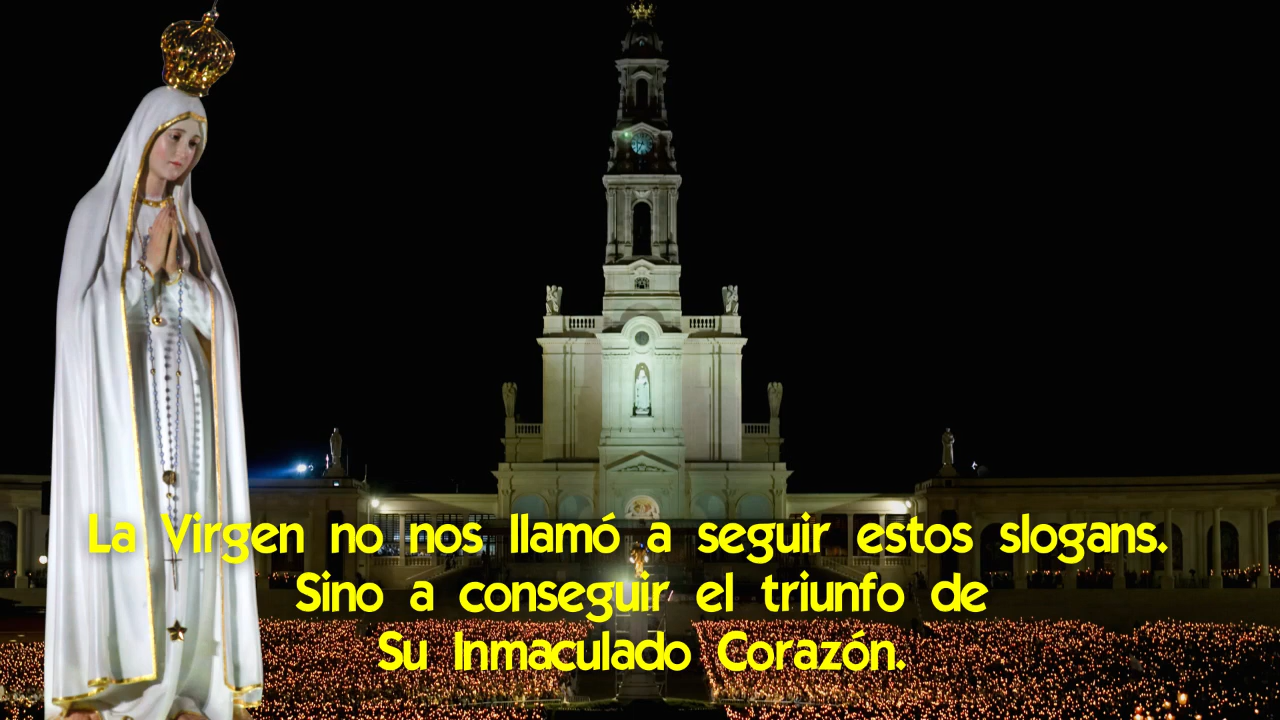 La Virgen no nos llamó a seguir estos slogans.
Sino a conseguir el triunfo de
Su Inmaculado Corazón.